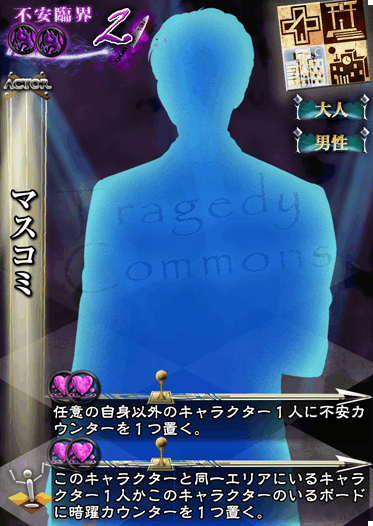 不安臨界
2
大人
ACTOR
男性
マスコミ
Tragedy
Commons
任意の自身以外のキャラクター1人に不安カ
ウンターを1つ置く。
このキャラクターと同一エリアにいるキャラ
クター1人かこのキャラクターのいるボード
に暗躍カウンターを1つ置く。